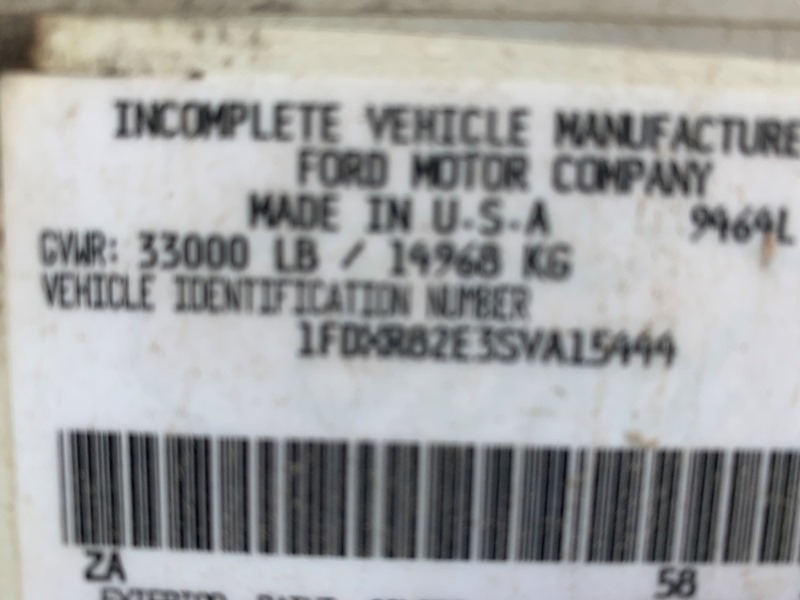 INCOMPLETE VEHICLE MANUFACTURE
FORD MOTOR COMPANY
MADE IN U.S.A
9464L
GVWR: 33000 LB / 14968 KG
VEHICLE IDENTIFICATION NUMBER
1FDXR82E3SVA15444
ZA
58
EXTERIOR